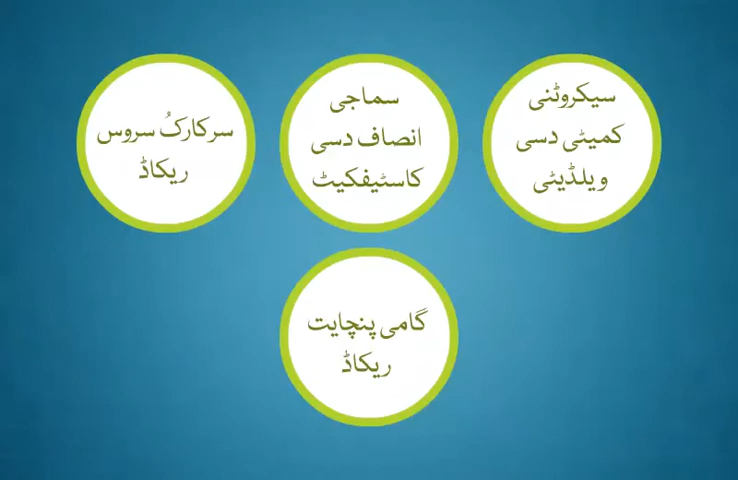 سیکروٹنی
کمیٹی دسی
ویلڈیٹی
سماجی
انصاف دسی
کاسٹیفکیٹ
سرکارکُ سروس
ریکاڈ
گامی پنچایت
ریکاڈ